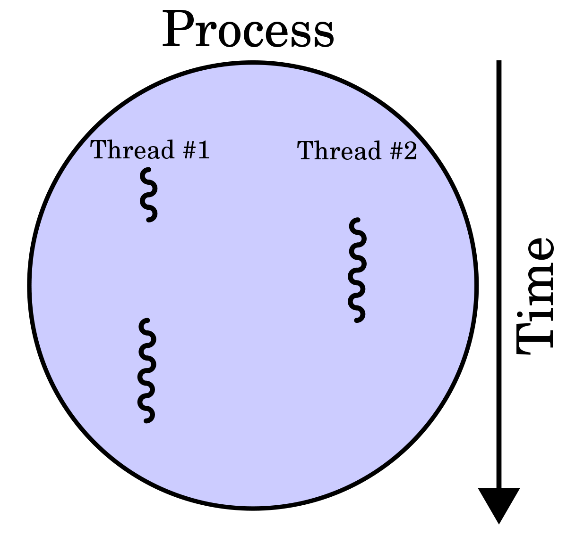 Process
Thread #1
Thread #2
Time